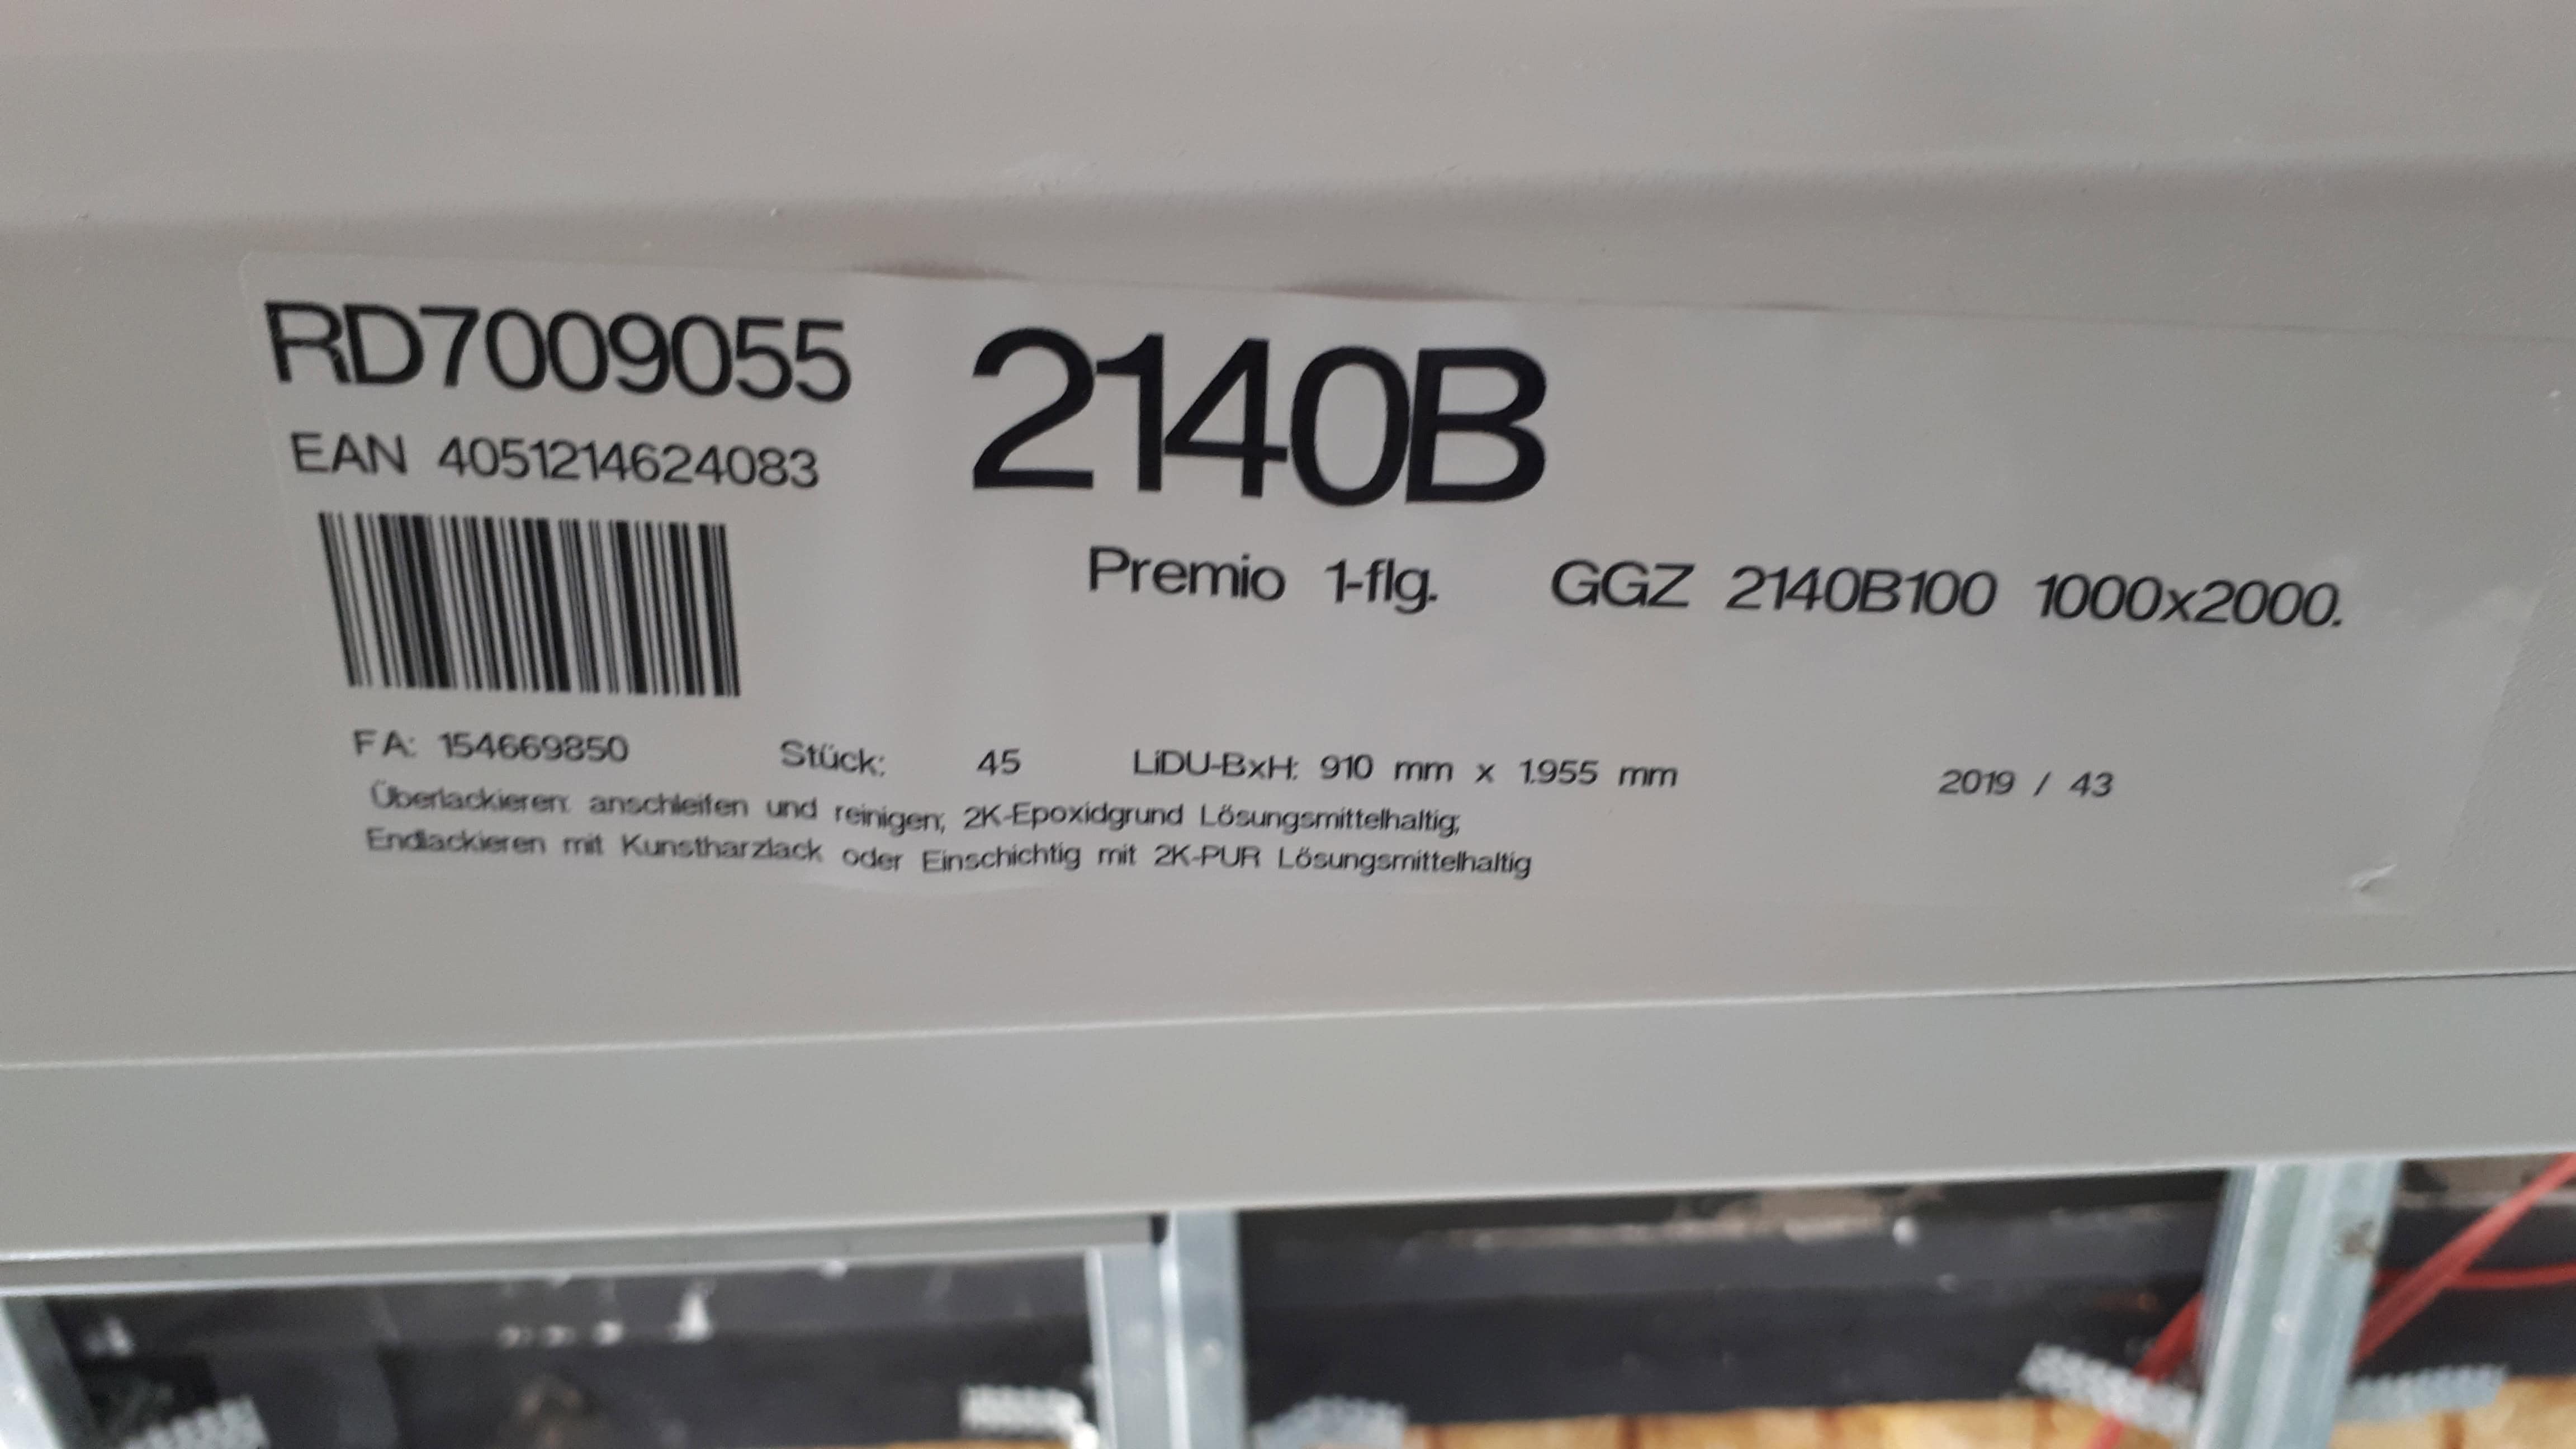 RD7009055
2140B
EAN 4051214624083
Premio 1-flg. GGZ 2140B100 1000x2000.
FA: 154669850 Stück: 45 LiDU-BxH: 910 mm x 1.955 mm 2019 / 43
Überlackieren: anschleifen und reinigen; 2K-Epoxidgrund Lösungsmittelhaltig;
Endlackieren mit Kunstharzlack oder Einschichtig mit 2K-PUR Lösungsmittelhaltig